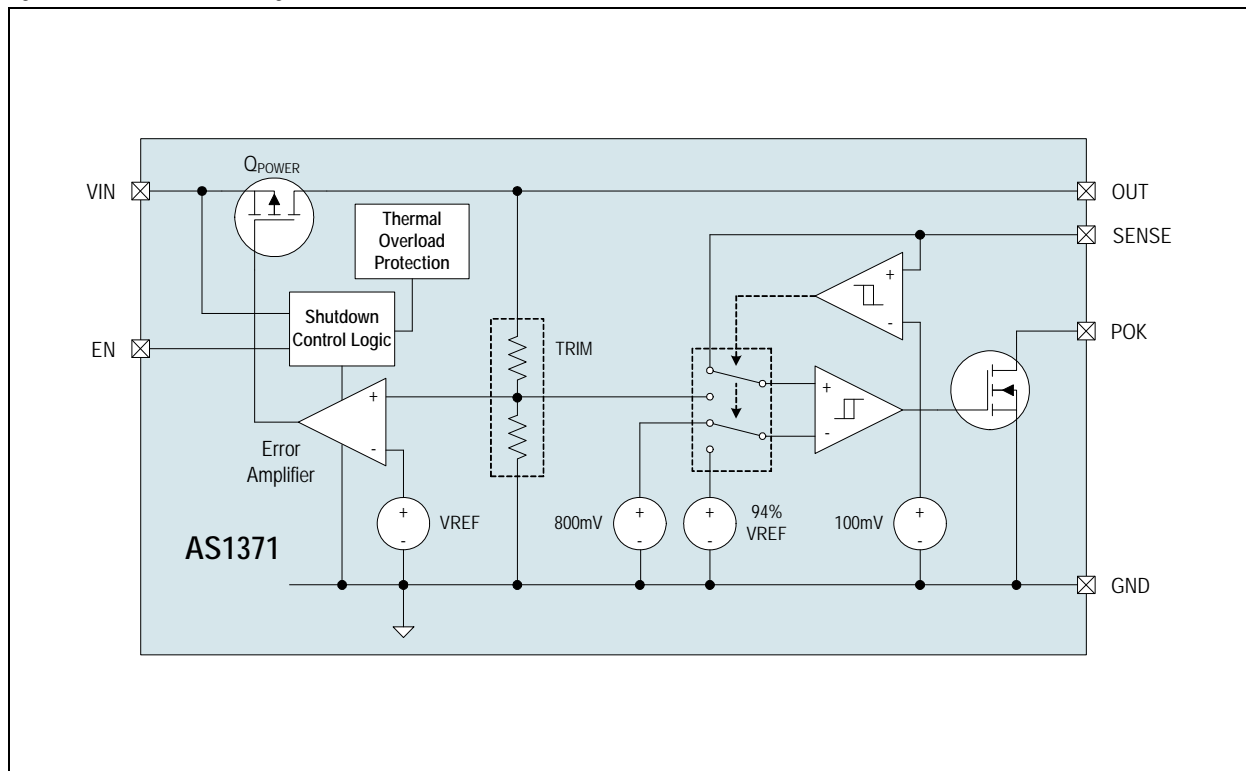 QPOWER
VIN
OUT
Thermal
Overload
Protection
SENSE
+
-
Shutdown
Control Logic
POK
EN
TRIM
+
-
+
-
Error
Amplifier
+
-
VREF
800mV
+
-
+
-
94%
VREF
100mV
+
-
AS1371
GND